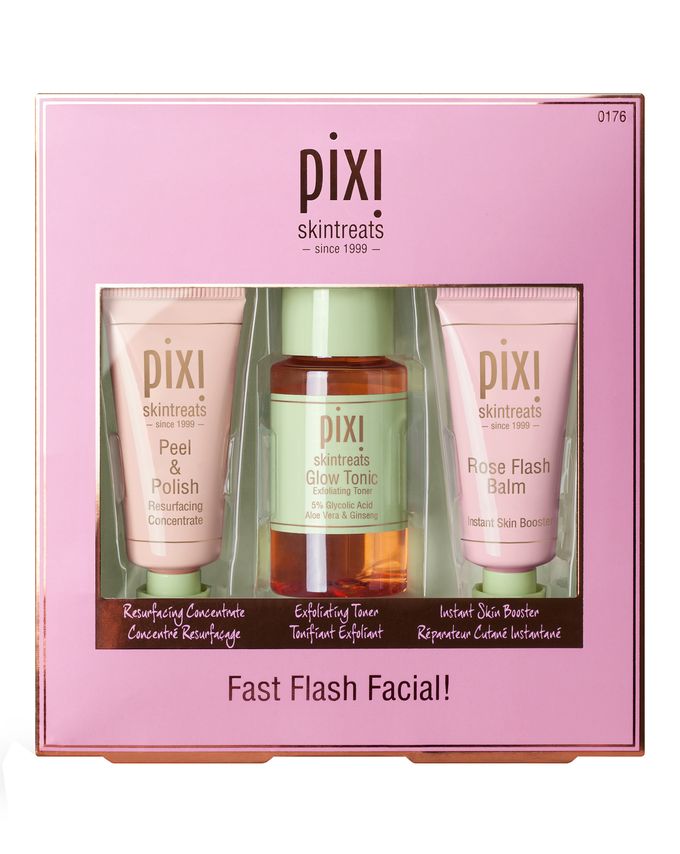 0176
pixi
skintreats
– since 1999 –
pixi
skintreats
– since 1999 –
Peel
&
Polish
Resurfacing
Concentrate
pixi
skintreats
Glow Tonic
Exfoliating Toner
5% Glycolic Acid
Aloe Vera & Ginseng
pixi
skintreats
– since 1999 –
Rose Flash
Balm
Instant Skin Booster
Resurfacing Concentrate
Concentré Resurfaçage
Exfoliating Toner
Tonifiant Exfoliant
Instant Skin Booster
Réparateur Cutané Instantané
Fast Flash Facial!